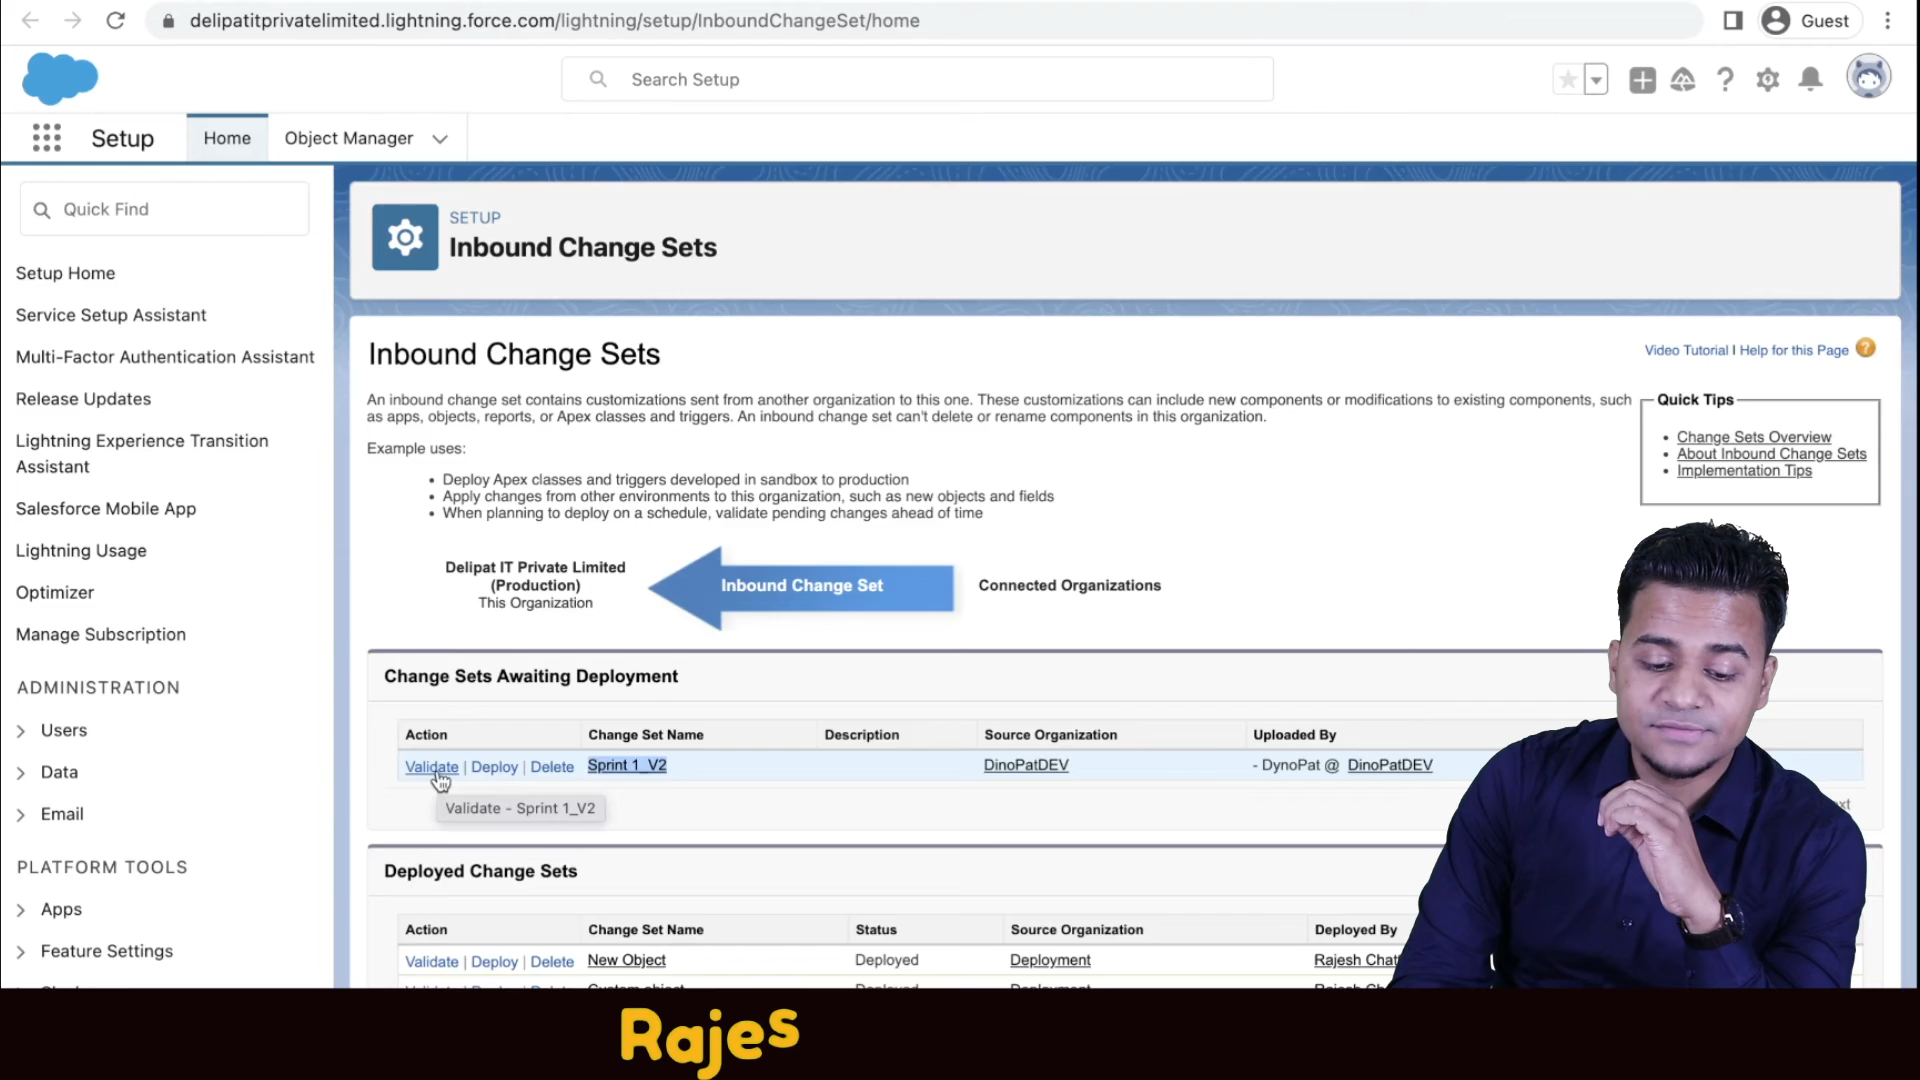 delipatitprivatelimited.lightning.force.com/lightning/setup/InboundChangeSet/home
Guest
Search Setup
Setup
Home
Object Manager
Quick Find
Setup Home
Service Setup Assistant
Multi-Factor Authentication Assistant
Release Updates
Lightning Experience Transition
Assistant
Salesforce Mobile App
Lightning Usage
Optimizer
Manage Subscription
ADMINISTRATION
Users
Data
Email
PLATFORM TOOLS
Apps
Feature Settings
SETUP
Inbound Change Sets
Inbound Change Sets
Video Tutorial I Help for this Page ?
An inbound change set contains customizations sent from another organization to this one. These customizations can include new components or modifications to existing components, such
as apps, objects, reports, or Apex classes and triggers. An inbound change set can't delete or rename components in this organization.
Quick Tips
• Change Sets Overview
• About Inbound Change Sets
• Implementation Tips
Example uses:
• Deploy Apex classes and triggers developed in sandbox to production
• Apply changes from other environments to this organization, such as new objects and fields
• When planning to deploy on a schedule, validate pending changes ahead of time
Delipat IT Private Limited
(Production)
This Organization
Inbound Change Set
Connected Organizations
Change Sets Awaiting Deployment
Action Change Set Name Description Source Organization Uploaded By
Validate | Deploy | Delete Sprint 1_V2 DinoPatDEV - DynoPat @ DinoPatDEV
Validate - Sprint 1_V2
Deployed Change Sets
Action Change Set Name Status Source Organization Deployed By
Validate | Deploy | Delete New Object Deployed Deployment Rajesh Chat
Custom object Deployed Deployment
Rajes